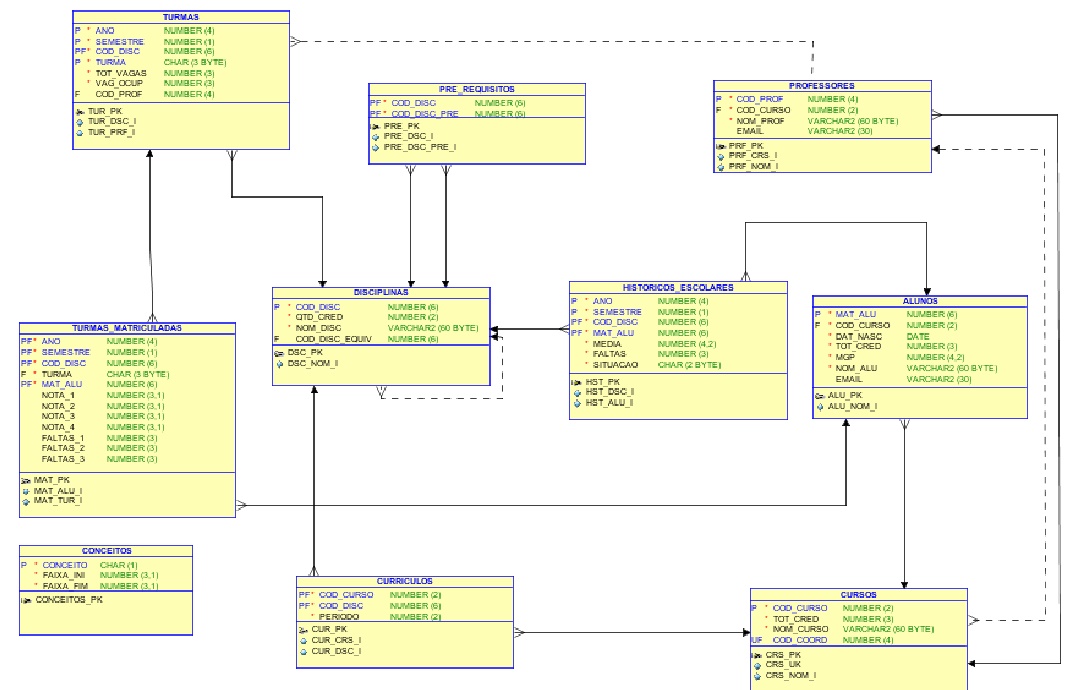 TURMAS
P * ANO NUMBER (4)
P * SEMESTRE NUMBER (1)
PF* COD_DISC NUMBER (6)
P * TURMA CHAR (3 BYTE)
* TOT_VAGAS NUMBER (3)
* VAG_OCUP NUMBER (3)
F COD_PROF NUMBER (4)
TUR_PK
TUR_DSC_I
TUR_PRF_I
PRE_REQUISITOS
PF* COD_DISC NUMBER (6)
PF* COD_DISC_PRE NUMBER (6)
PRE_PK
PRE_DSC_I
PRE_DSC_PRE_I
PROFESSORES
P * COD_PROF NUMBER (4)
F * COD_CURSO NUMBER (2)
* NOM_PROF VARCHAR2 (60 BYTE)
EMAIL VARCHAR2 (30)
PRF_PK
PRF_CRS_I
PRF_NOM_I
DISCIPLINAS
P * COD_DISC NUMBER (6)
* QTD_CRED NUMBER (2)
* NOM_DISC VARCHAR2 (60 BYTE)
F COD_DISC_EQUIV NUMBER (6)
DSC_PK
DSC_NOM_I
HISTORICOS_ESCOLARES
P * ANO NUMBER (4)
P * SEMESTRE NUMBER (1)
PF* COD_DISC NUMBER (6)
PF* MAT_ALU NUMBER (6)
* MEDIA NUMBER (4,2)
* FALTAS NUMBER (3)
* SITUACAO CHAR (2 BYTE)
HST_PK
HST_DSC_I
HST_ALU_I
ALUNOS
P * MAT_ALU NUMBER (6)
F * COD_CURSO NUMBER (2)
* DAT_NASC DATE
* TOT_CRED NUMBER (3)
* MGP NUMBER (4,2)
* NOM_ALU VARCHAR2 (60 BYTE)
EMAIL VARCHAR2 (30)
ALU_PK
ALU_NOM_I
TURMAS_MATRICULADAS
PF* ANO NUMBER (4)
PF* SEMESTRE NUMBER (1)
PF* COD_DISC NUMBER (6)
F * TURMA CHAR (3 BYTE)
PF* MAT_ALU NUMBER (6)
NOTA_1 NUMBER (3,1)
NOTA_2 NUMBER (3,1)
NOTA_3 NUMBER (3,1)
NOTA_4 NUMBER (3,1)
FALTAS_1 NUMBER (3)
FALTAS_2 NUMBER (3)
FALTAS_3 NUMBER (3)
MAT_PK
MAT_ALU_I
MAT_TUR_I
CONCEITOS
P * CONCEITO CHAR (1)
* FAIXA_INI NUMBER (3,1)
* FAIXA_FIM NUMBER (3,1)
CONCEITOS_PK
CURRICULOS
PF* COD_CURSO NUMBER (2)
PF* COD_DISC NUMBER (6)
* PERIODO NUMBER (2)
CUR_PK
CUR_CRS_I
CUR_DSC_I
CURSOS
P * COD_CURSO NUMBER (2)
* TOT_CRED NUMBER (3)
* NOM_CURSO VARCHAR2 (60 BYTE)
UF COD_COORD NUMBER (4)
CRS_PK
CRS_UK
CRS_NOM_I